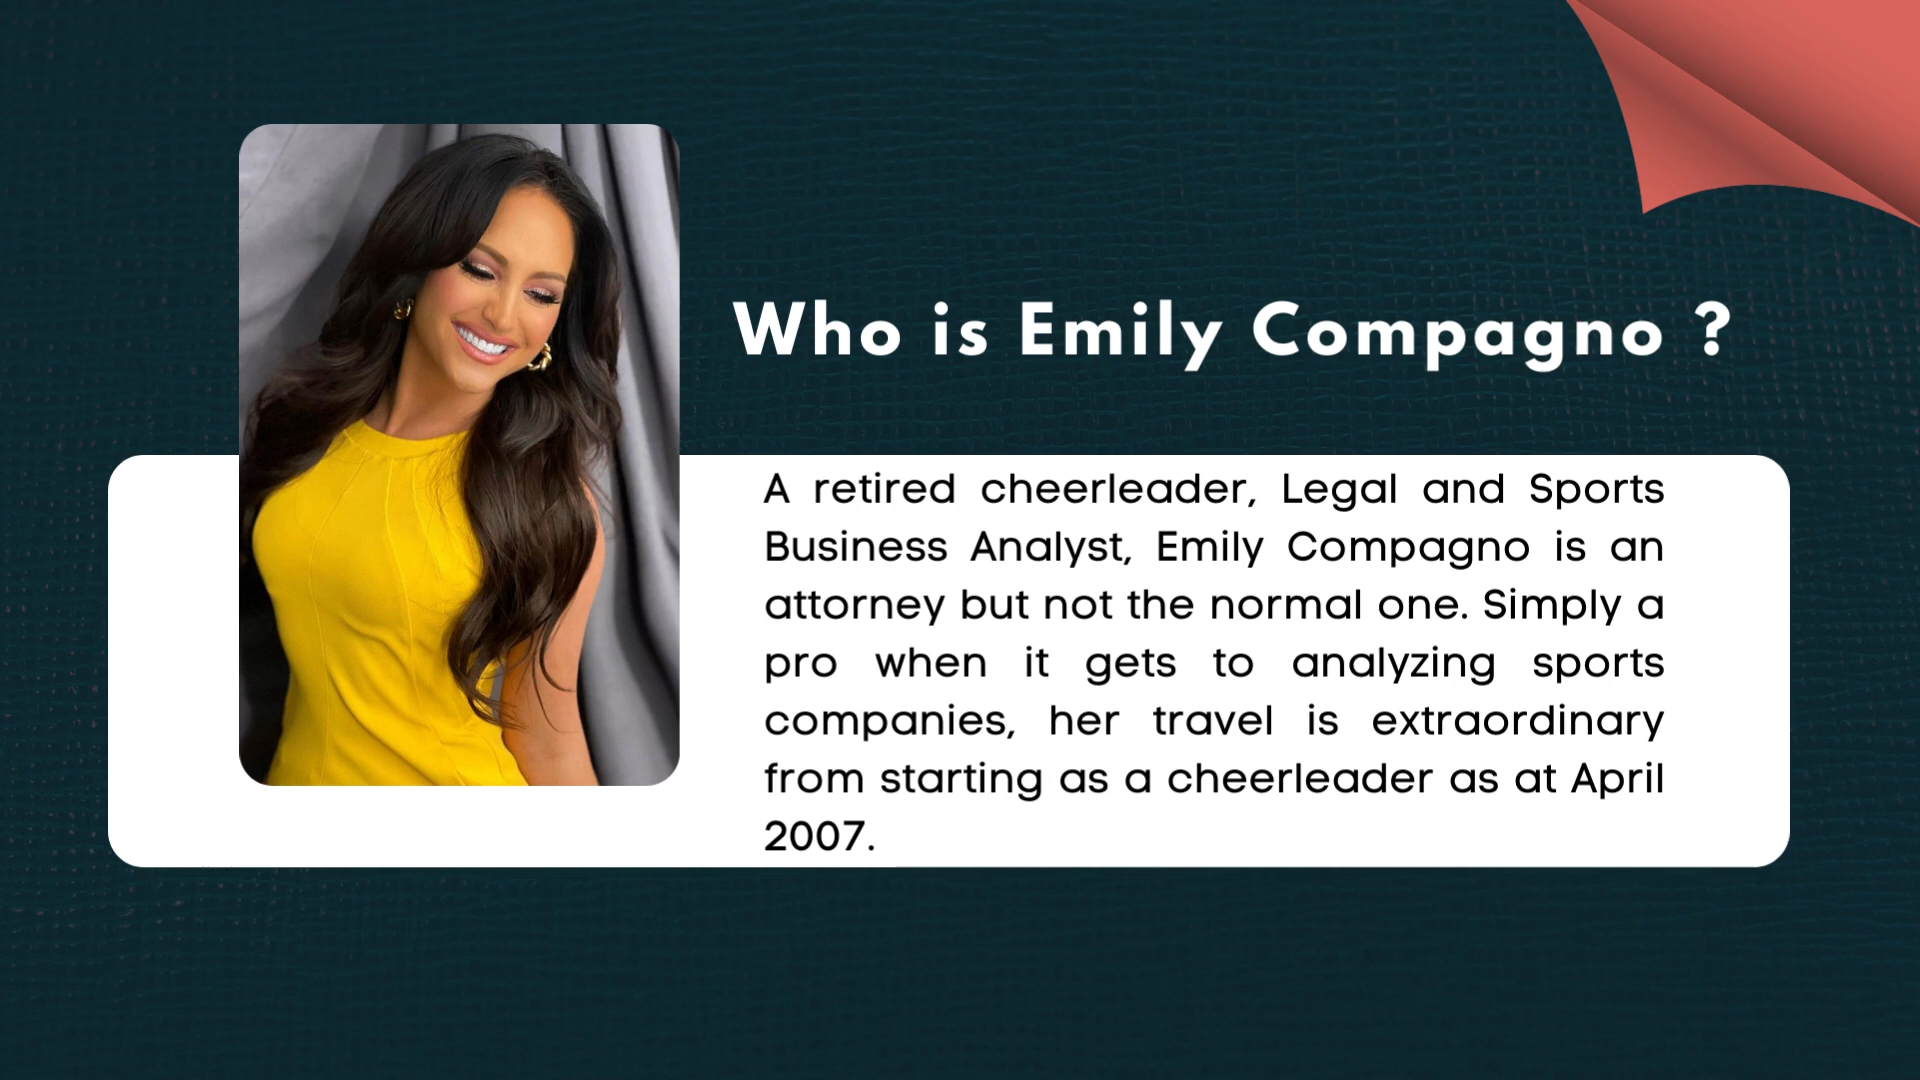 Who is Emily Compagno ?
A retired cheerleader, Legal and Sports
Business Analyst, Emily Compagno is an
attorney but not the normal one. Simply a
pro when it gets to analyzing sports
companies, her travel is extraordinary
from starting as a cheerleader as at April
2007.